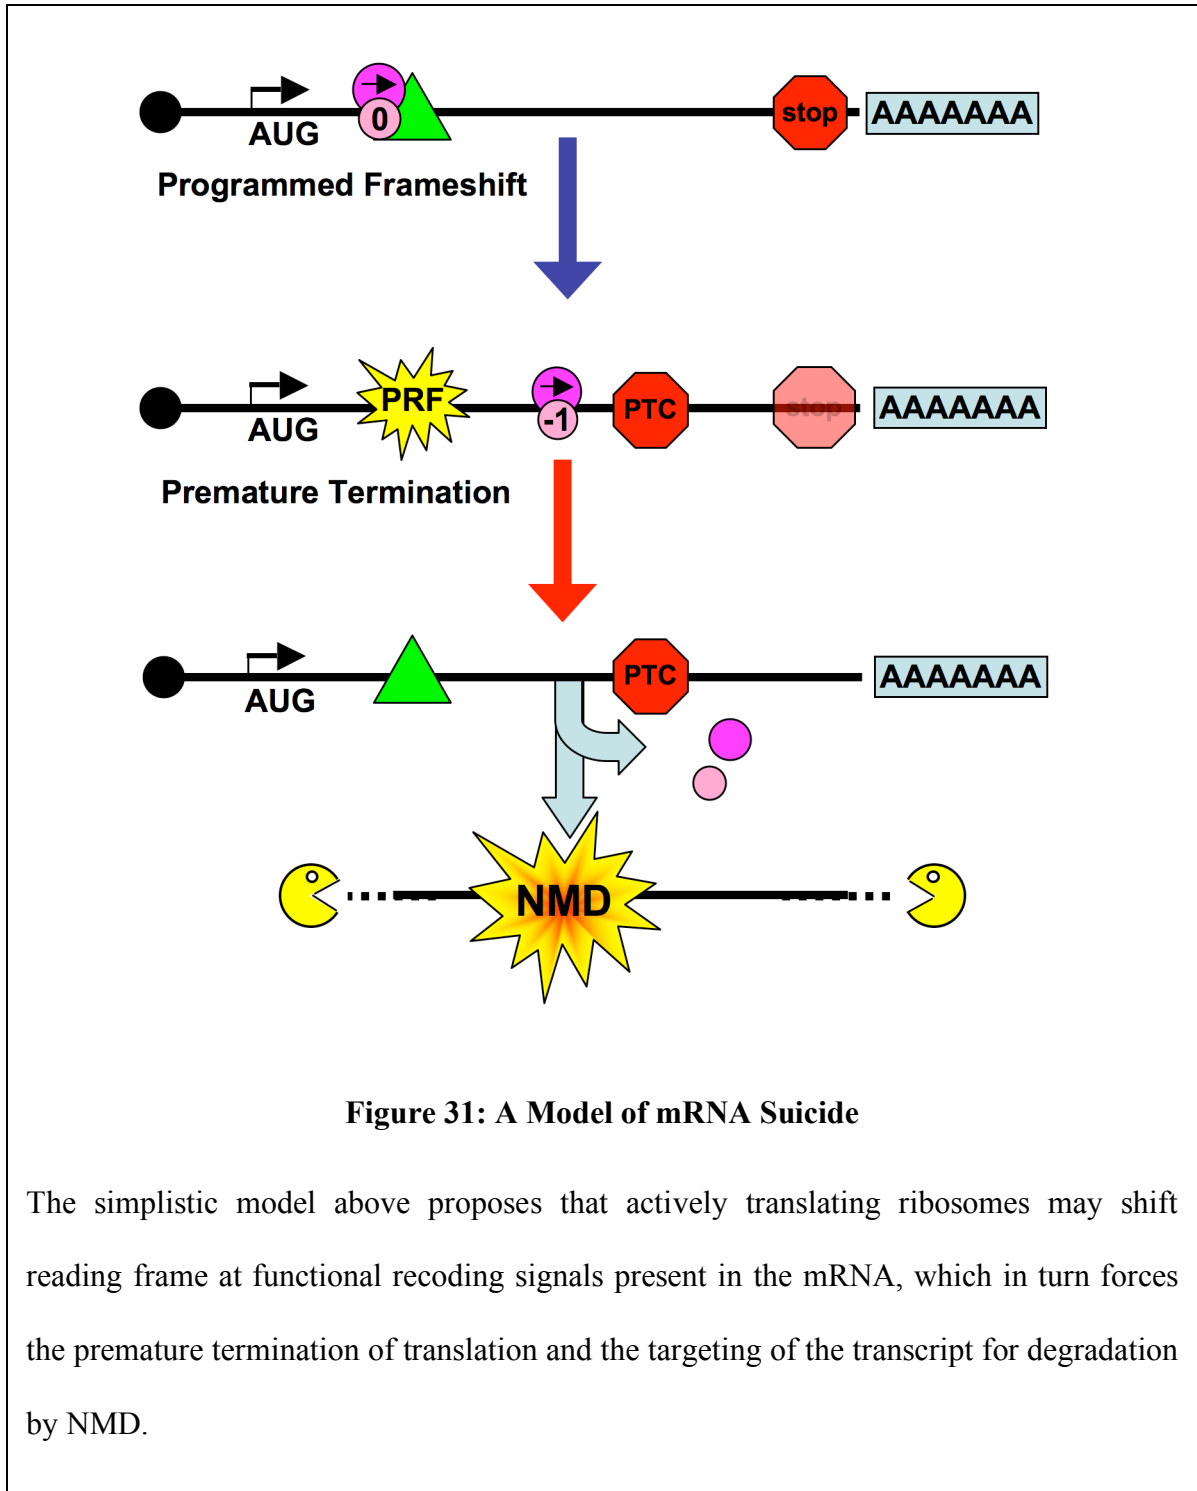 0
stop
AAAAAAA
AUG
Programmed Frameshift
PRF
-1
PTC
stop
AAAAAAA
AUG
Premature Termination
PTC
AAAAAAA
AUG
NMD
Figure 31: A Model of mRNA Suicide
The simplistic model above proposes that actively translating ribosomes may shift
reading frame at functional recoding signals present in the mRNA, which in turn forces
the premature termination of translation and the targeting of the transcript for degradation
by NMD.